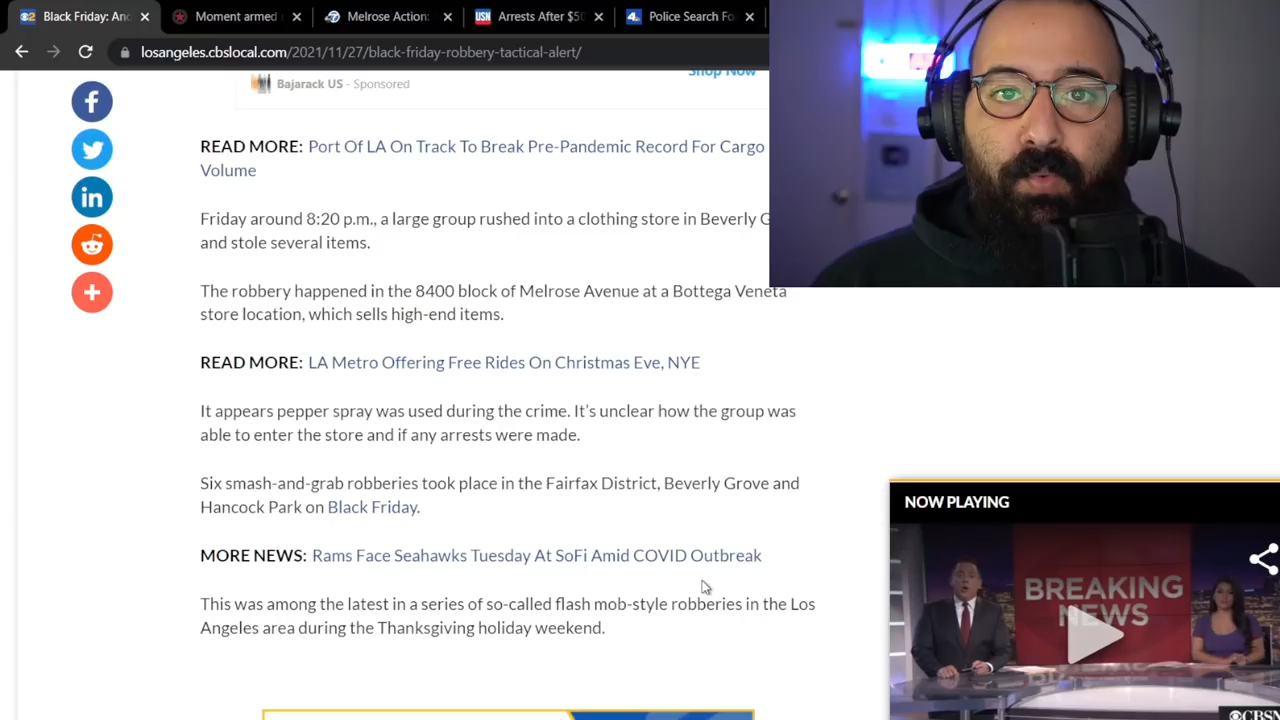 Black Friday: An
Moment armed
Melrose Action:
USN
Arrests After $50
4
Police Search Fo
losangeles.cbslocal.com/2021/11/27/black-friday-robbery-tactical-alert/
Bajarack US - Sponsored
Shop Now
READ MORE: Port Of LA On Track To Break Pre-Pandemic Record For Cargo
Volume
Friday around 8:20 p.m., a large group rushed into a clothing store in Beverly
and stole several items.
The robbery happened in the 8400 block of Melrose Avenue at a Bottega Veneta
store location, which sells high-end items.
READ MORE: LA Metro Offering Free Rides On Christmas Eve, NYE
It appears pepper spray was used during the crime. It’s unclear how the group was
able to enter the store and if any arrests were made.
Six smash-and-grab robberies took place in the Fairfax District, Beverly Grove and
Hancock Park on Black Friday.
MORE NEWS: Rams Face Seahawks Tuesday At SoFi Amid COVID Outbreak
This was among the latest in a series of so-called flash mob-style robberies in the Los
Angeles area during the Thanksgiving holiday weekend.
NOW PLAYING
BREAKING
NEWS
CBSN